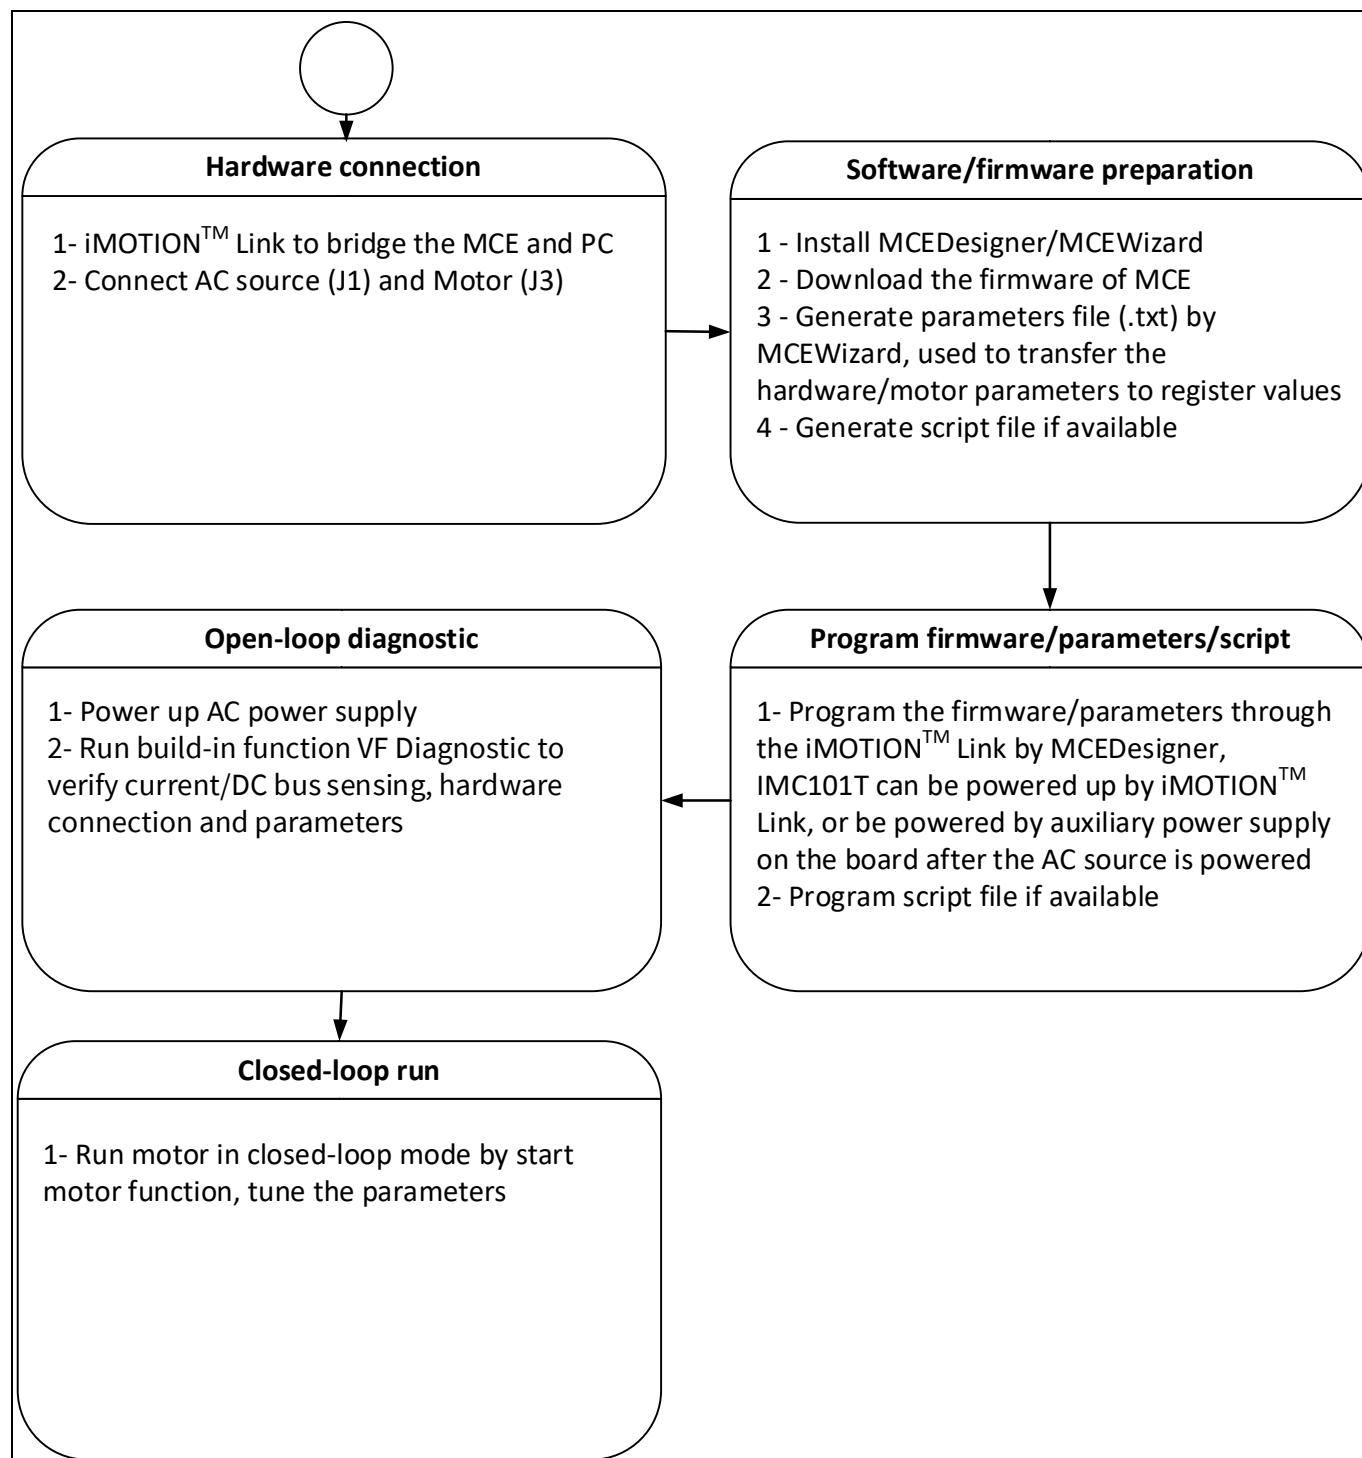 Hardware connection
1- iMOTION™ Link to bridge the MCE and PC
2- Connect AC source (J1) and Motor (J3)
Software/firmware preparation
1 - Install MCEDesigner/MCEWizard
2 - Download the firmware of MCE
3 - Generate parameters file (.txt) by
MCEWizard, used to transfer the
hardware/motor parameters to register values
4 - Generate script file if available
Program firmware/parameters/script
1- Program the firmware/parameters through
the iMOTION™ Link by MCEDesigner,
IMC101T can be powered up by iMOTION™
Link, or be powered by auxiliary power supply
on the board after the AC source is powered
2- Program script file if available
Open-loop diagnostic
1- Power up AC power supply
2- Run build-in function VF Diagnostic to
verify current/DC bus sensing, hardware
connection and parameters
Closed-loop run
1- Run motor in closed-loop mode by start
motor function, tune the parameters